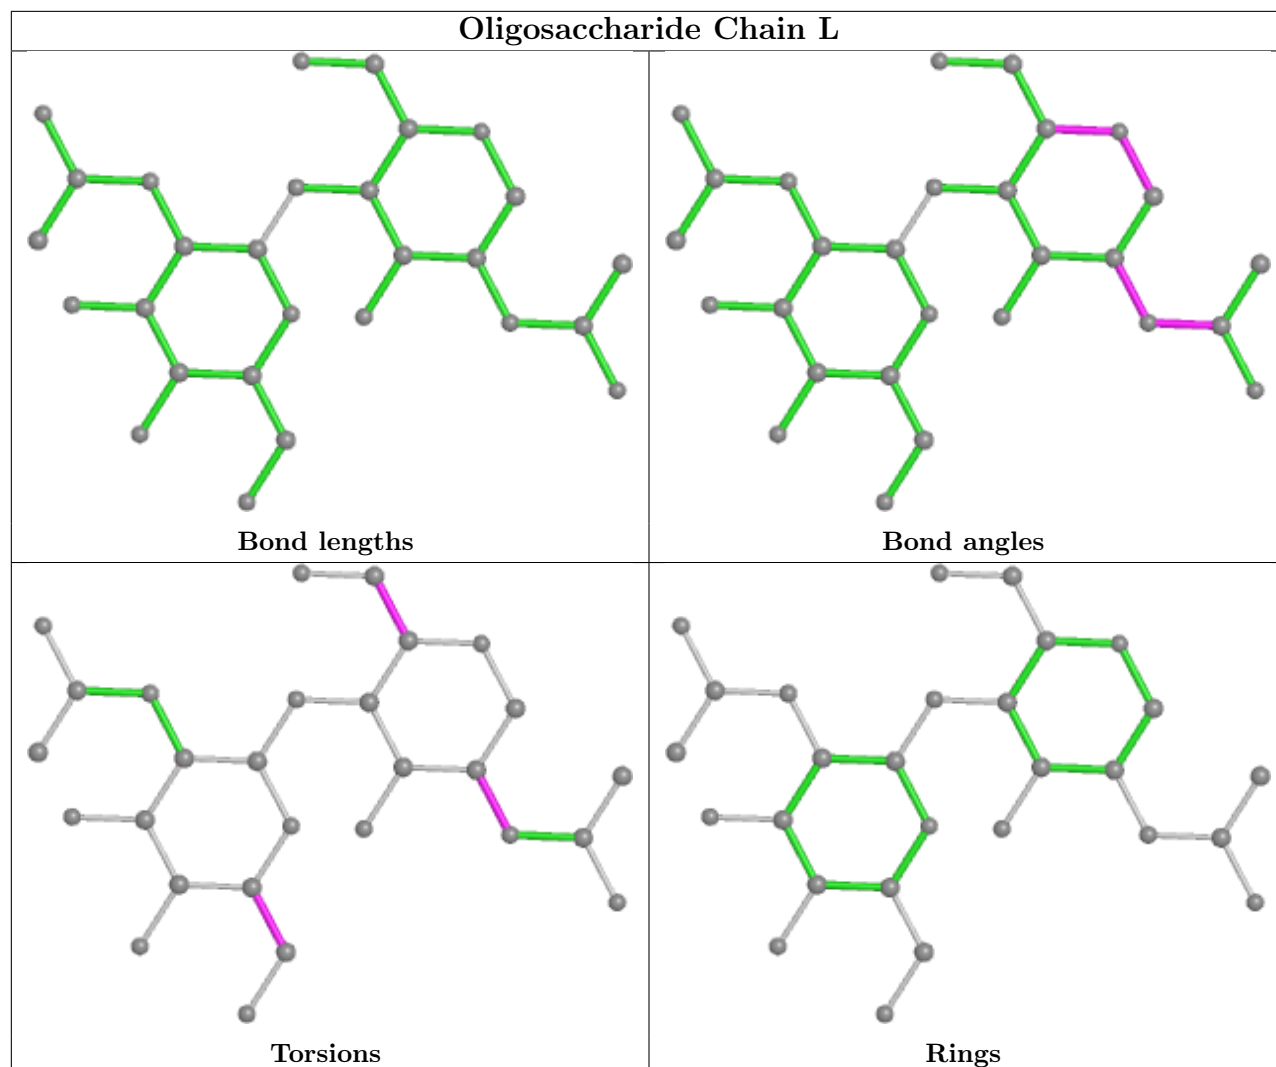 Oligosaccharide Chain L
Bond lengths
Bond angles
Torsions
Rings